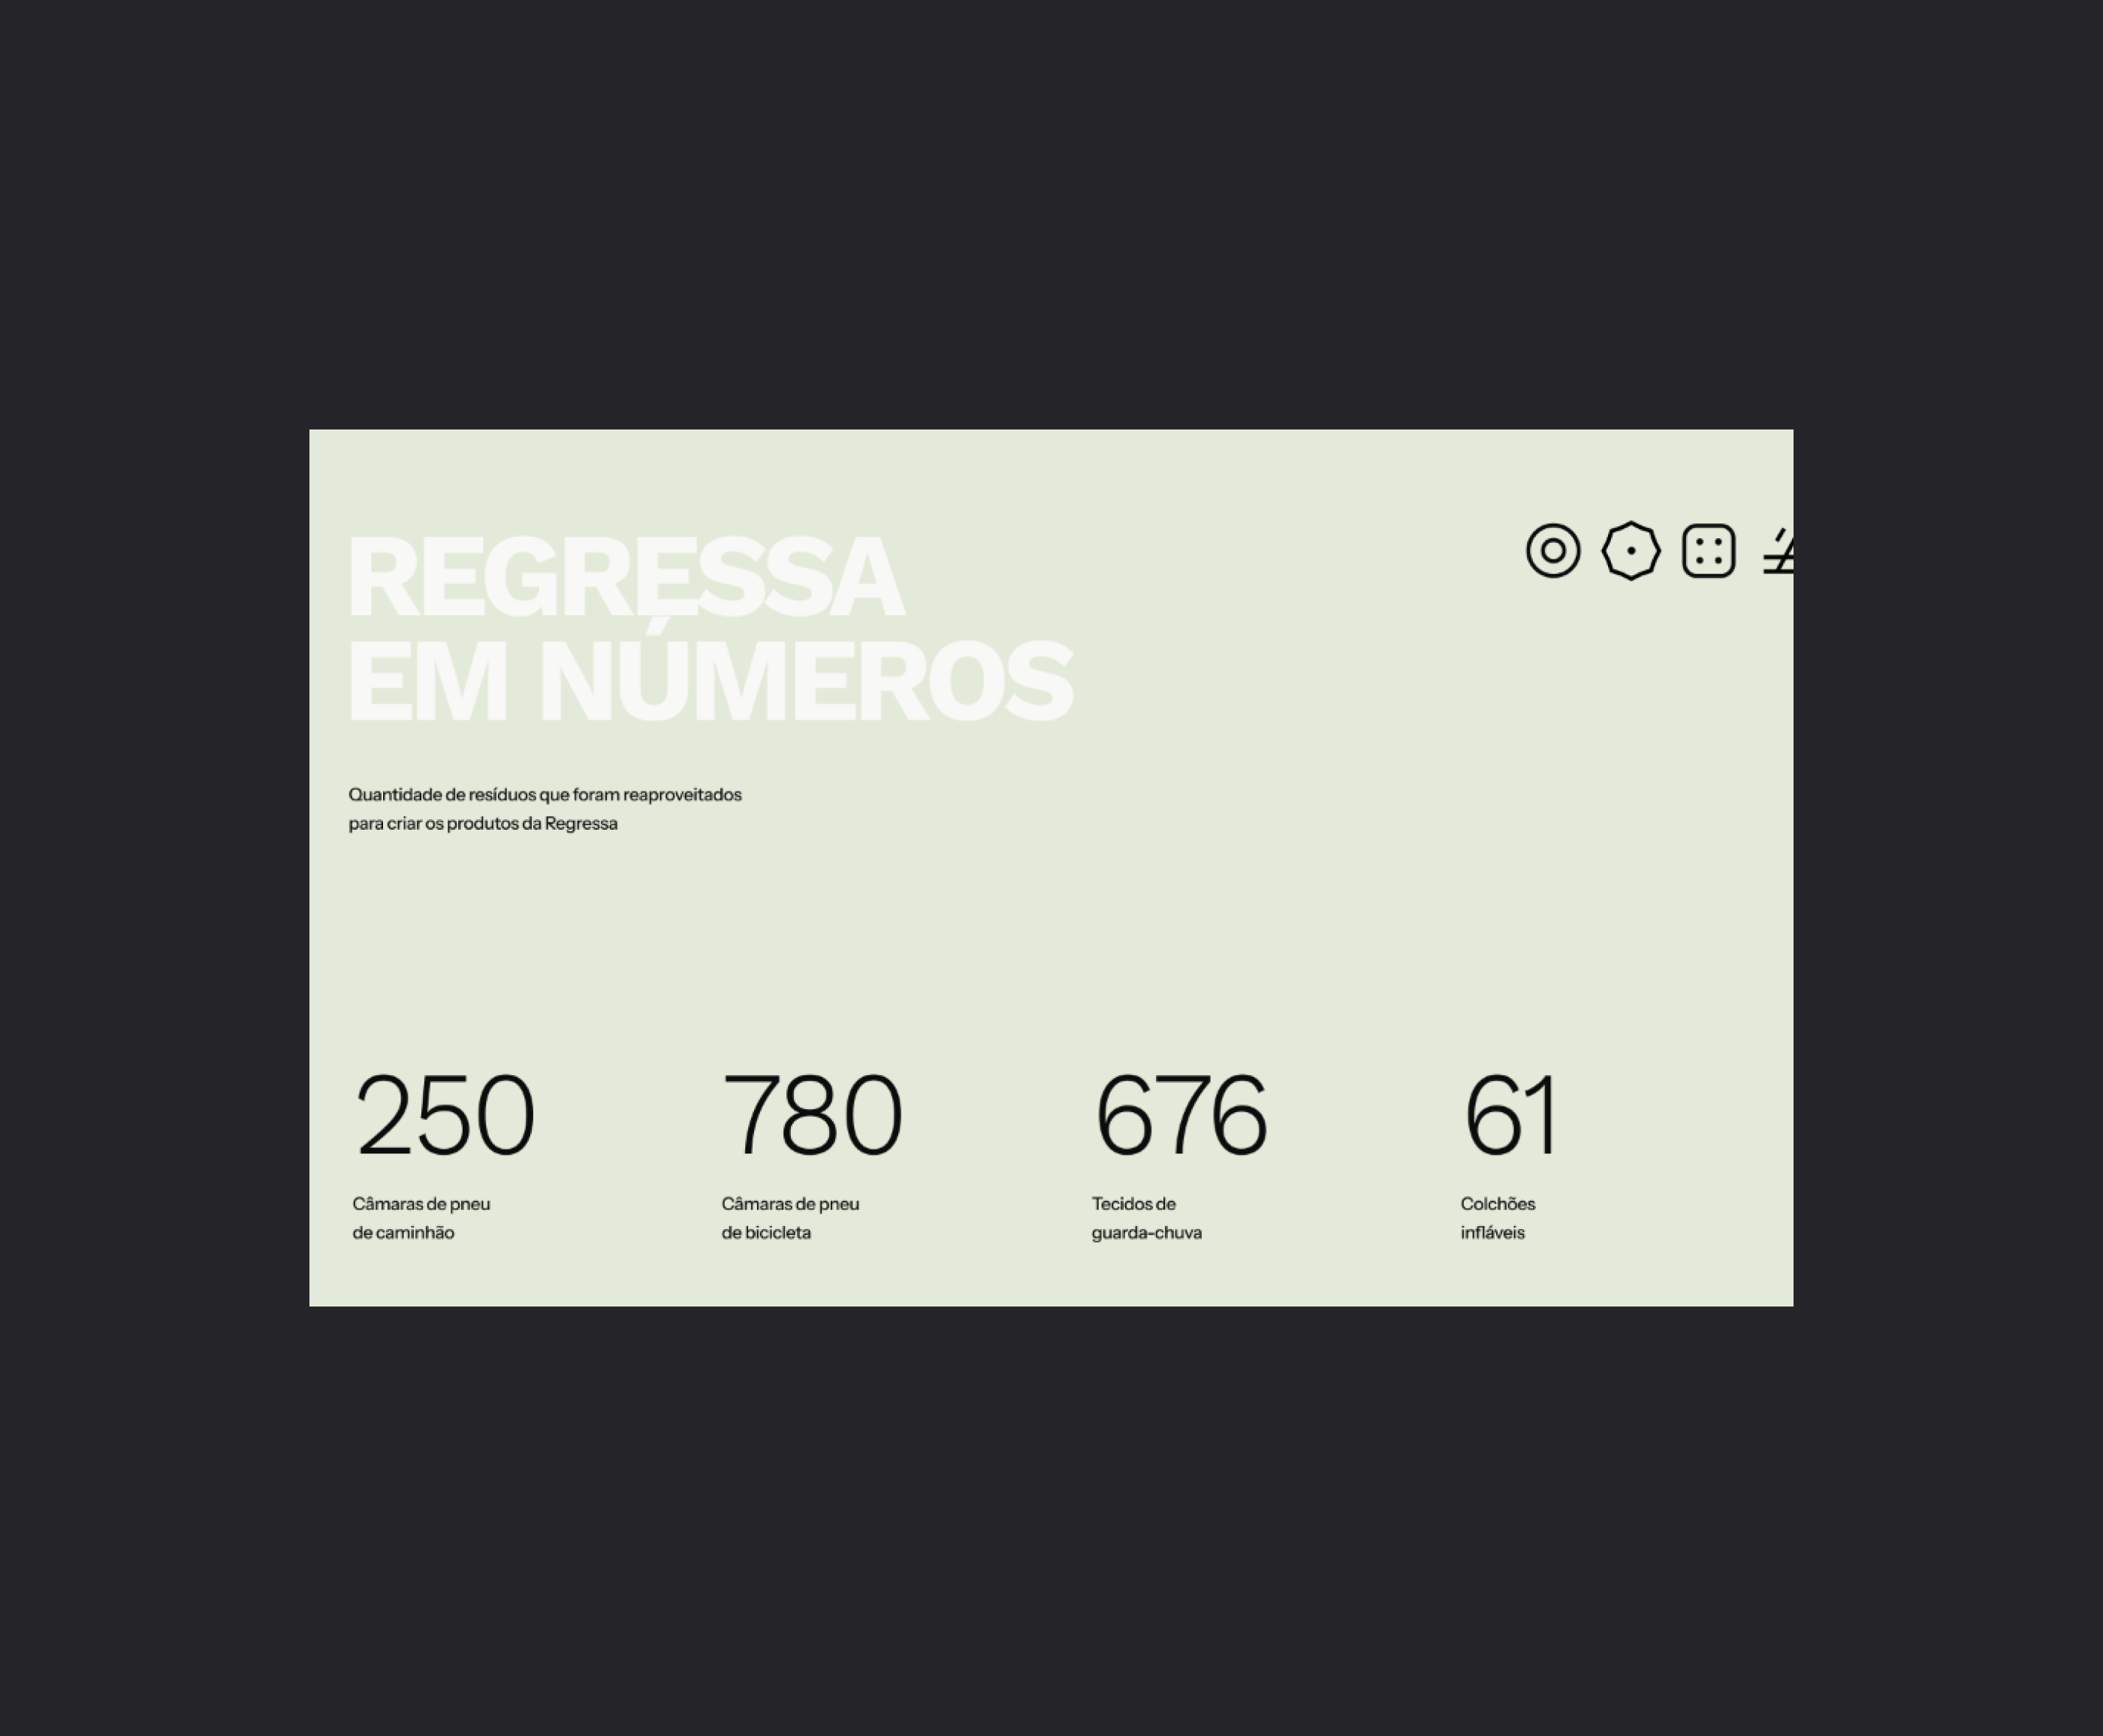 REGRESSA
EM NÚMEROS
Quantidade de resíduos que foram reaproveitados
para criar os produtos da Regressa
250
Câmaras de pneu
de caminhão
780
Câmaras de pneu
de bicicleta
676
Tecidos de
guarda-chuva
61
Colchões
infláveis